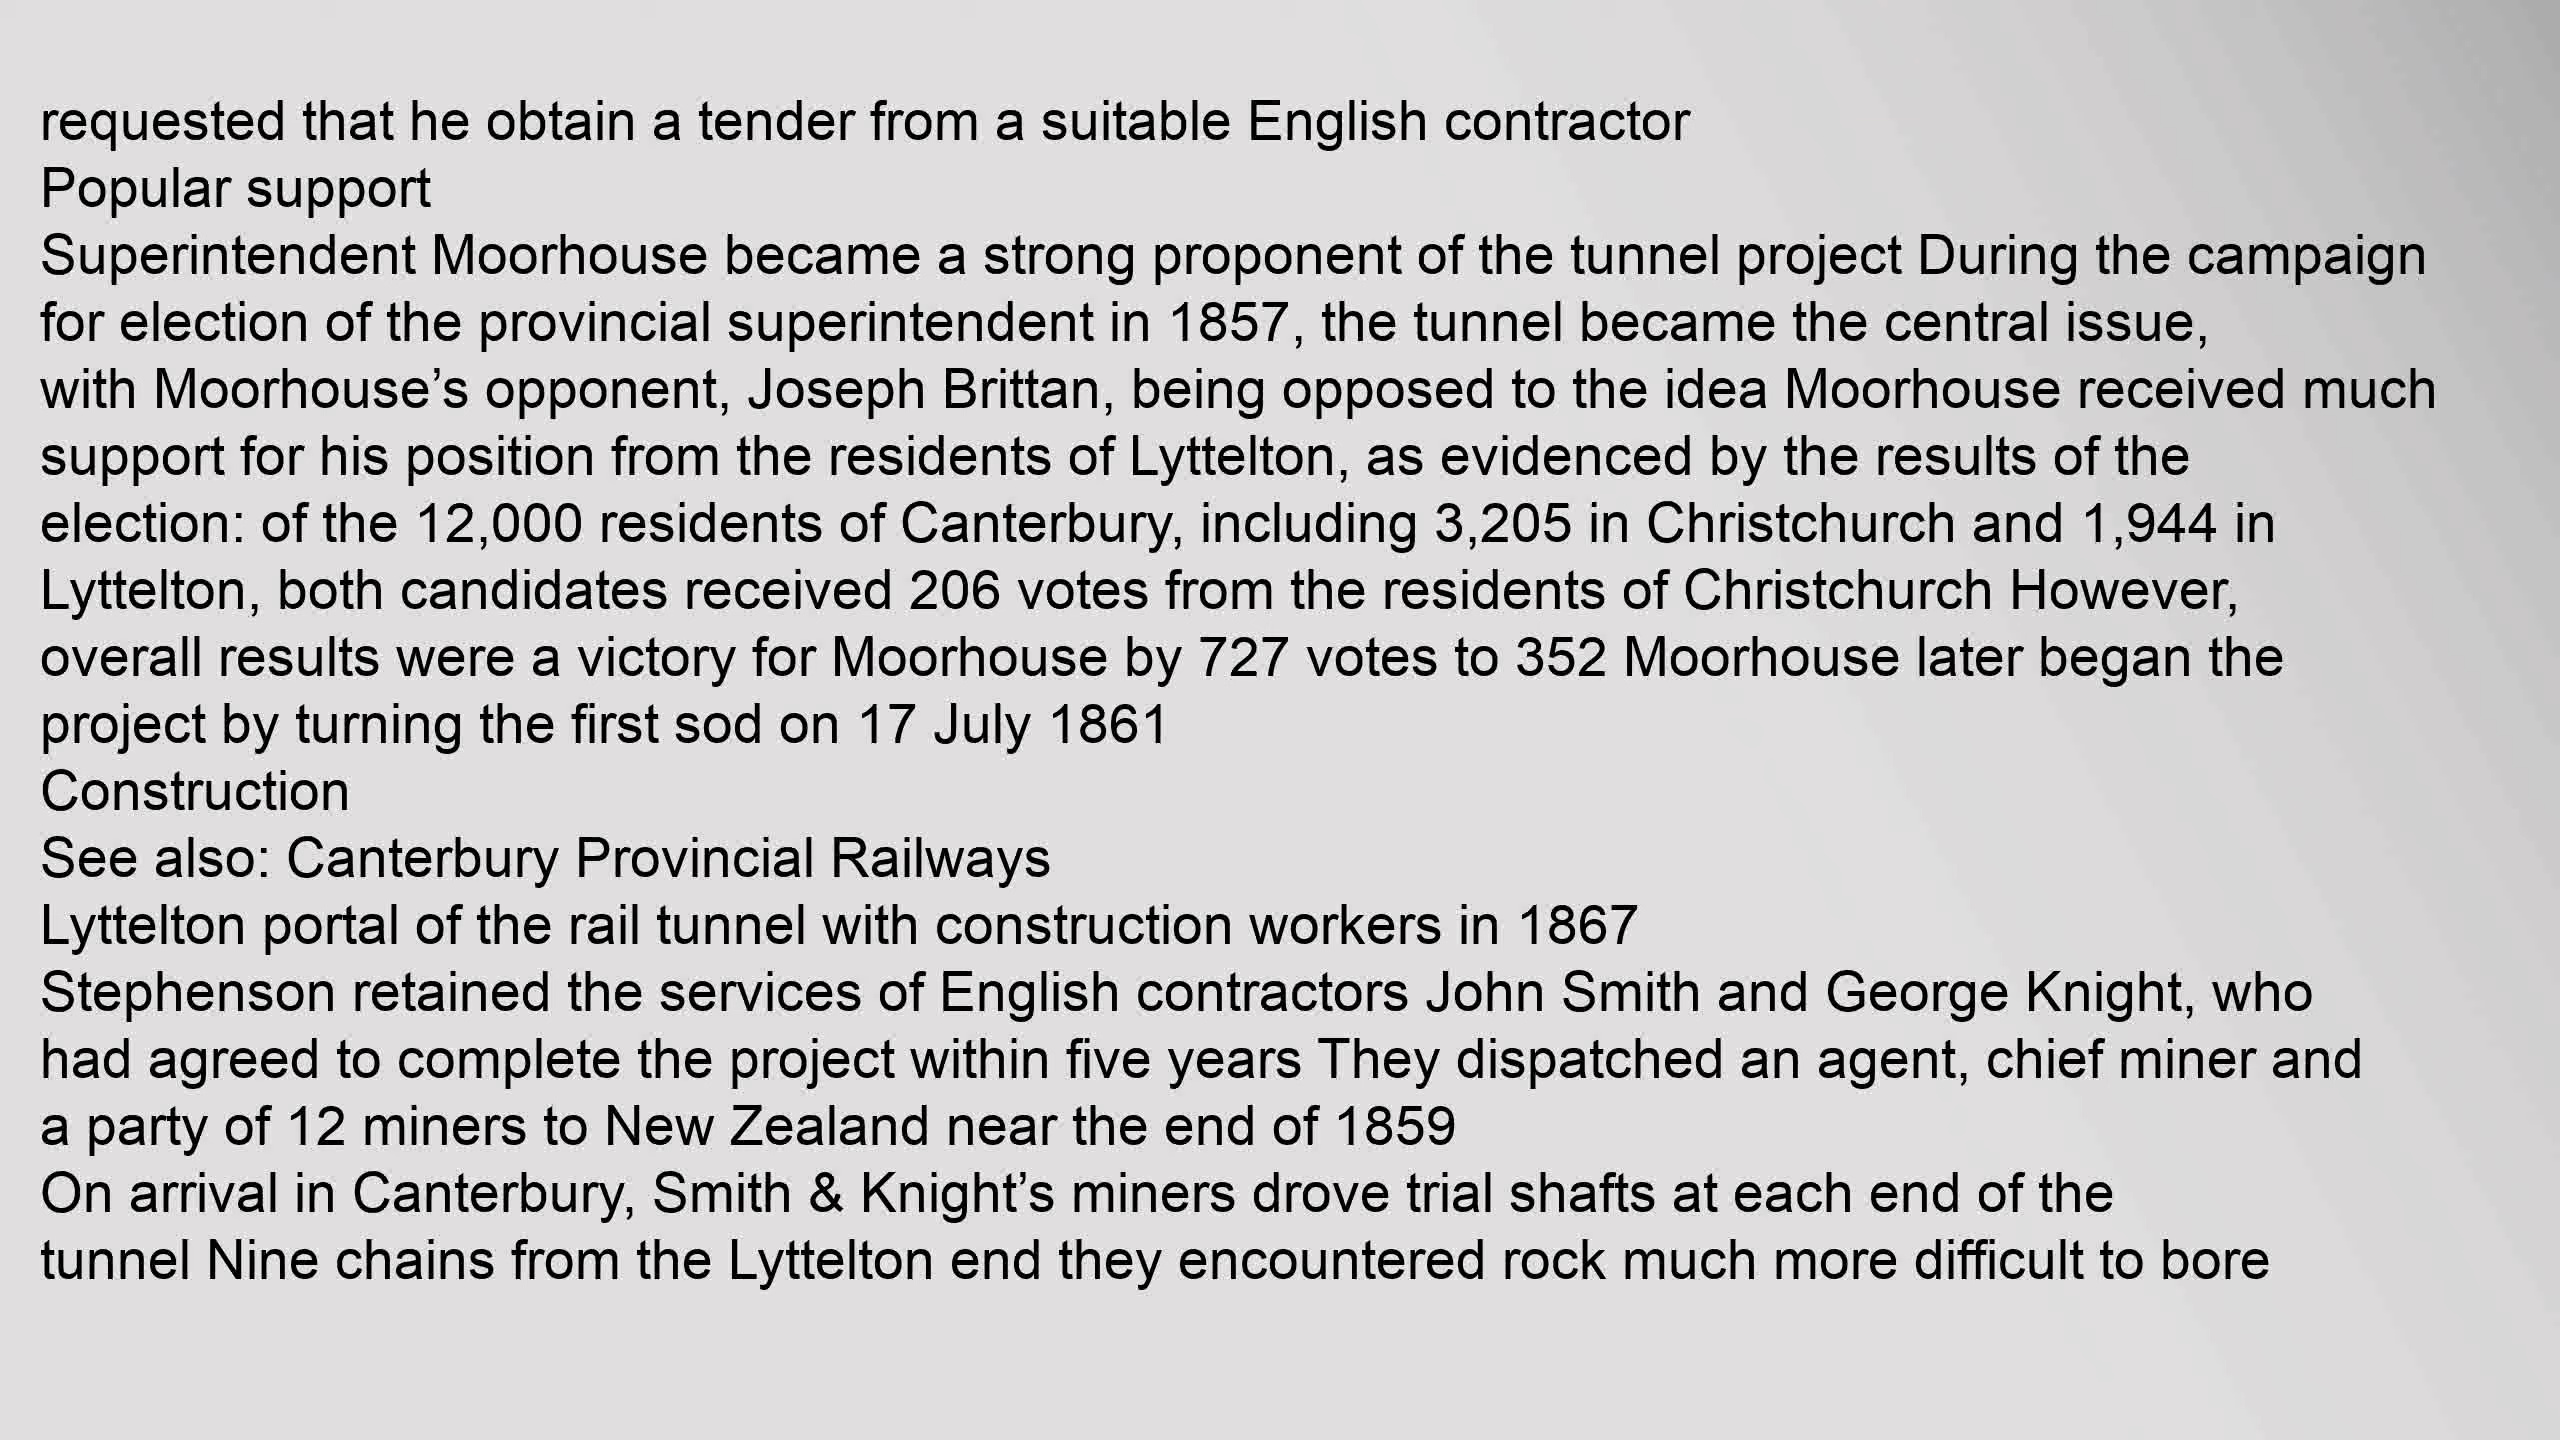 requested that he obtain a tender from a suitable English contractor
Popular support
Superintendent Moorhouse became a strong proponent of the tunnel project During the campaign
for election of the provincial superintendent in 1857, the tunnel became the central issue,
with Moorhouse’s opponent, Joseph Brittan, being opposed to the idea Moorhouse received much
support for his position from the residents of Lyttelton, as evidenced by the results of the
election: of the 12,000 residents of Canterbury, including 3,205 in Christchurch and 1,944 in
Lyttelton, both candidates received 206 votes from the residents of Christchurch However,
overall results were a victory for Moorhouse by 727 votes to 352 Moorhouse later began the
project by turning the first sod on 17 July 1861
Construction
See also: Canterbury Provincial Railways
Lyttelton portal of the rail tunnel with construction workers in 1867
Stephenson retained the services of English contractors John Smith and George Knight, who
had agreed to complete the project within five years They dispatched an agent, chief miner and
a party of 12 miners to New Zealand near the end of 1859
On arrival in Canterbury, Smith & Knight’s miners drove trial shafts at each end of the
tunnel Nine chains from the Lyttelton end they encountered rock much more difficult to bore